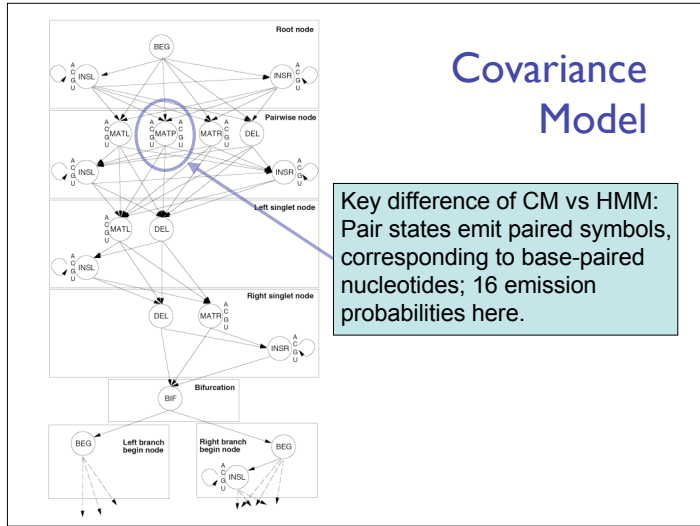 Covariance
Model
Root node
BEG
A C G U INSL
INSR A C G U
Pairwise node
A C G U MATL
A C G U MATP A C G U
MATR A C G U
DEL
A C G U INSL
INSR A C G U
Left singlet node
A C G U MATL
DEL
A C G U INSL
Right singlet node
DEL
MATR A C G U
INSR A C G U
Bifurcation
BIF
BEG
Left branch
begin node
Right branch
begin node
BEG
A C G U INSL
Key difference of CM vs HMM:
Pair states emit paired symbols,
corresponding to base-paired
nucleotides; 16 emission
probabilities here.